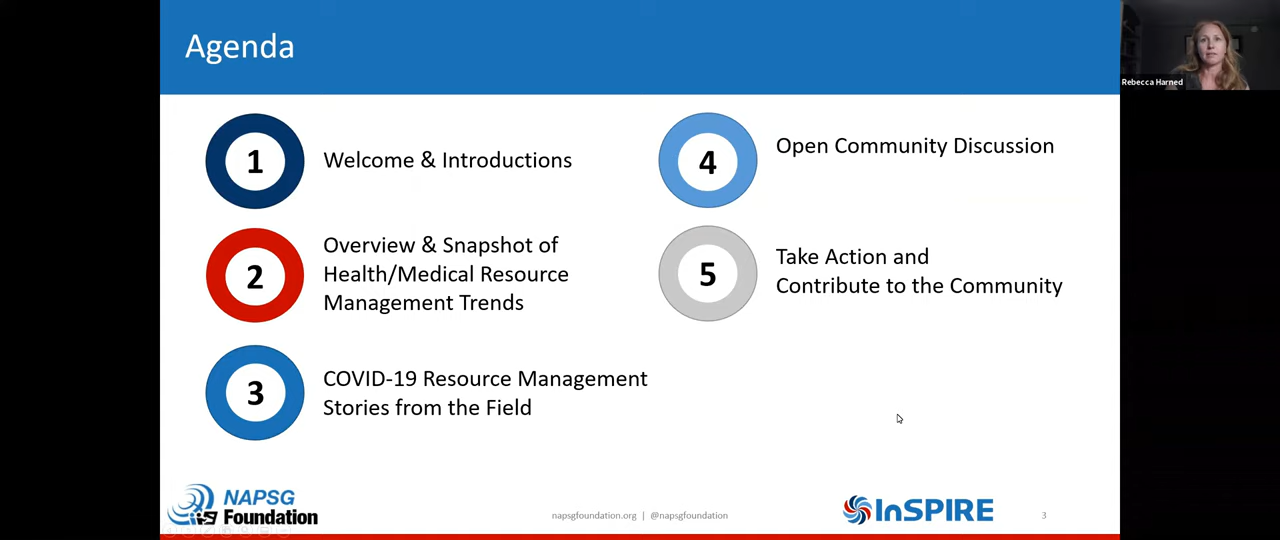 Agenda
Rebecca Harned
1
Welcome & Introductions
2
Overview & Snapshot of
Health/Medical Resource
Management Trends
3
COVID-19 Resource Management
Stories from the Field
4
Open Community Discussion
5
Take Action and
Contribute to the Community
NAPSG
Foundation
napsgfoundation.org | @napsgfoundation
InSPIRE
3